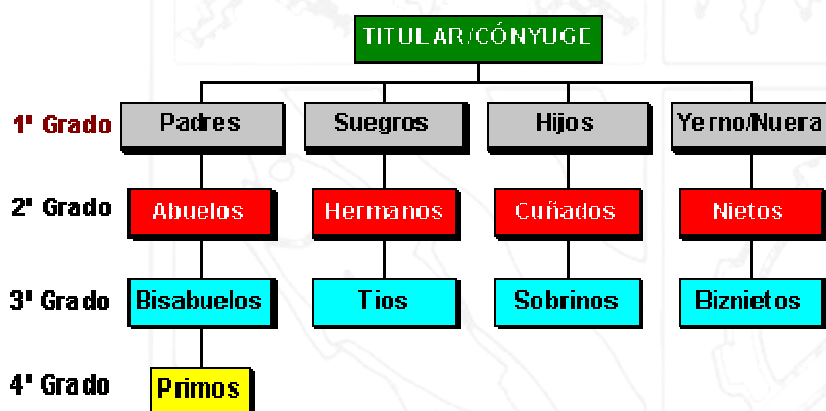 TITULAR/CÓNYUGE
1º Grado Padres Suegros Hijos Yerno/Nuera
2º Grado Abuelos Hermanos Cuñados Nietos
3º Grado Bisabuelos Tios Sobrinos Biznietos
4º Grado Primos